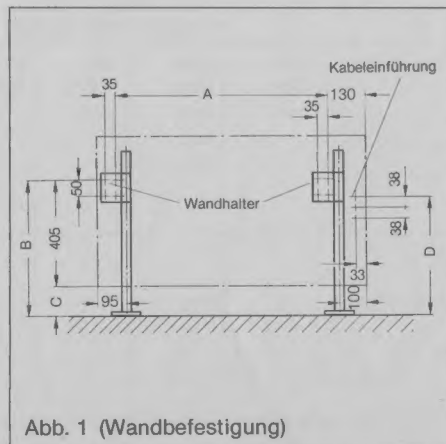 Kabeleinführung
35
A
130
35
38
50
Wandhalter
B
405
D
38
33
C
95
100
Abb. 1 (Wandbefestigung)